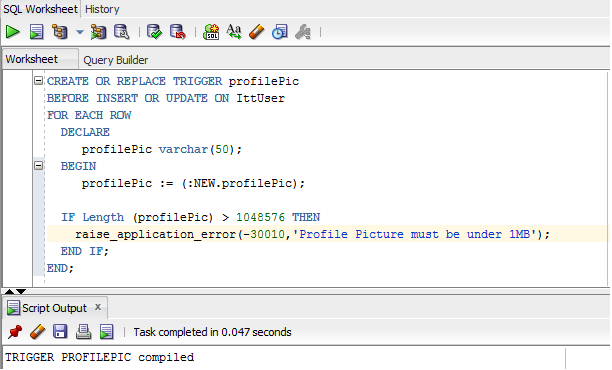 SQL Worksheet History
Worksheet Query Builder
CREATE OR REPLACE TRIGGER profilePic
BEFORE INSERT OR UPDATE ON IttUser
FOR EACH ROW
DECLARE
profilePic varchar(50);
BEGIN
profilePic := (:NEW.profilePic);
IF Length (profilePic) > 1048576 THEN
raise_application_error(-30010,'Profile Picture must be under 1MB');
END IF;
END;
Script Output x
Task completed in 0.047 seconds
TRIGGER PROFILEPIC compiled